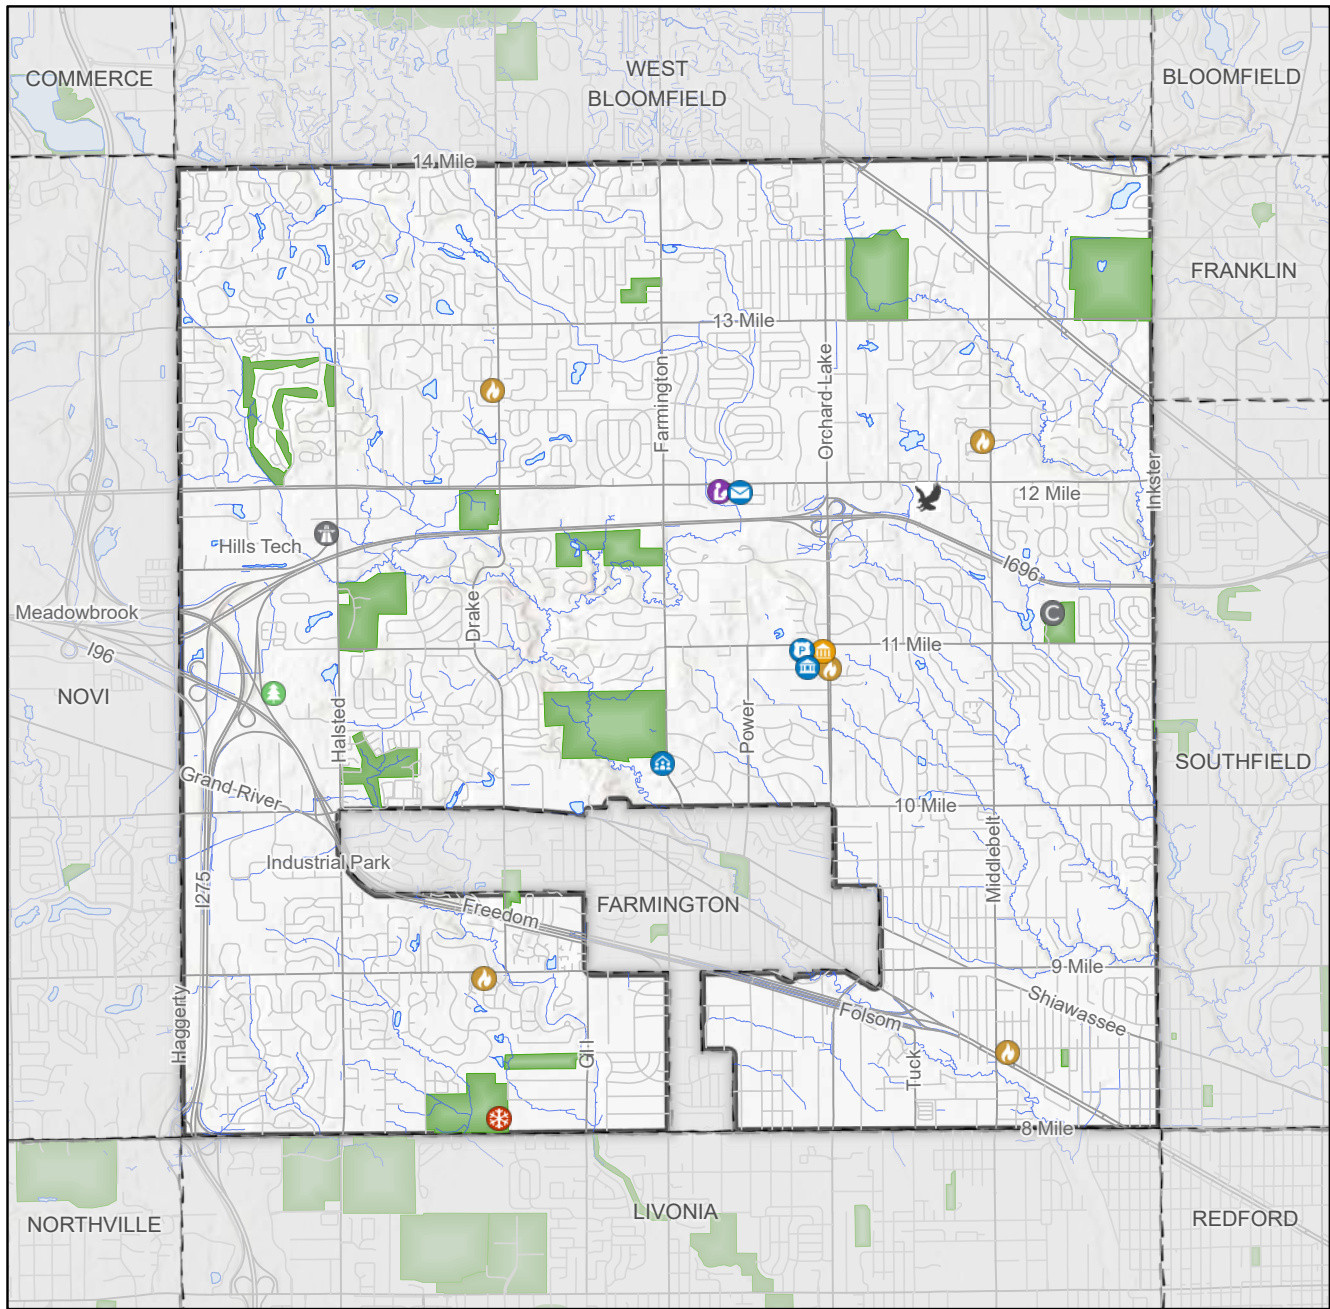 COMMERCE
WEST
BLOOMFIELD
BLOOMFIELD
14 Mile
FRANKLIN
13 Mile
Farmington
Orchard-Lake
Inkster
12 Mile
Hills Tech
I696
Meadowbrook
Drake
I96
11 Mile
NOVI
Halsted
Power
SOUTHFIELD
Grand-River
10 Mile
Middlebelt
Industrial Park
I275
FARMINGTON
Freedom
9 Mile
Shiawassee
Haggerty
Folsom
Tuck
P
C
8 Mile
NORTHVILLE
LIVONIA
REDFORD